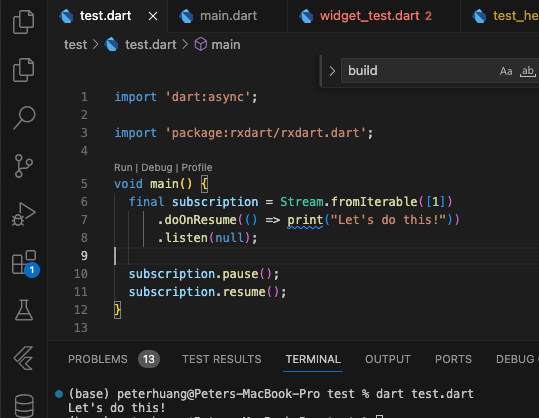 test.dart main.dart widget_test.dart 2 test_he
test > test.dart > main
build Aa ab
1 import 'dart:async';
2
3 import 'package:rxdart/rxdart.dart';
4
Run | Debug | Profile
5 void main() {
6 final subscription = Stream.fromIterable([1])
7 .doOnResume(() => print("Let's do this!"))
8 .listen(null);
9
10 subscription.pause();
11 subscription.resume();
12 }
13
1
PROBLEMS 13 TEST RESULTS TERMINAL OUTPUT PORTS DEBUG
(base) peterhuang@Peters-MacBook-Pro test % dart test.dart
Let's do this!